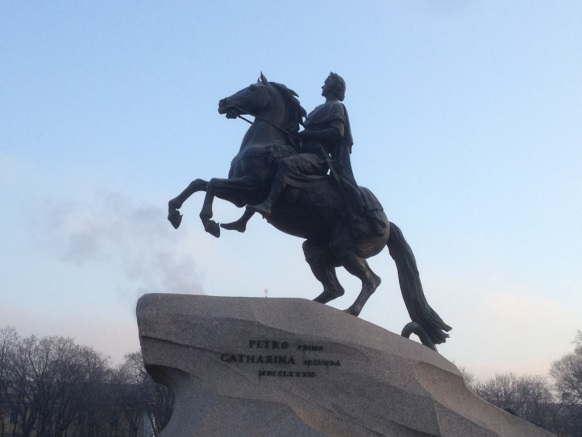 PETRO PRIMO
CATHARINA SECUNDA
MDCCLXXXII